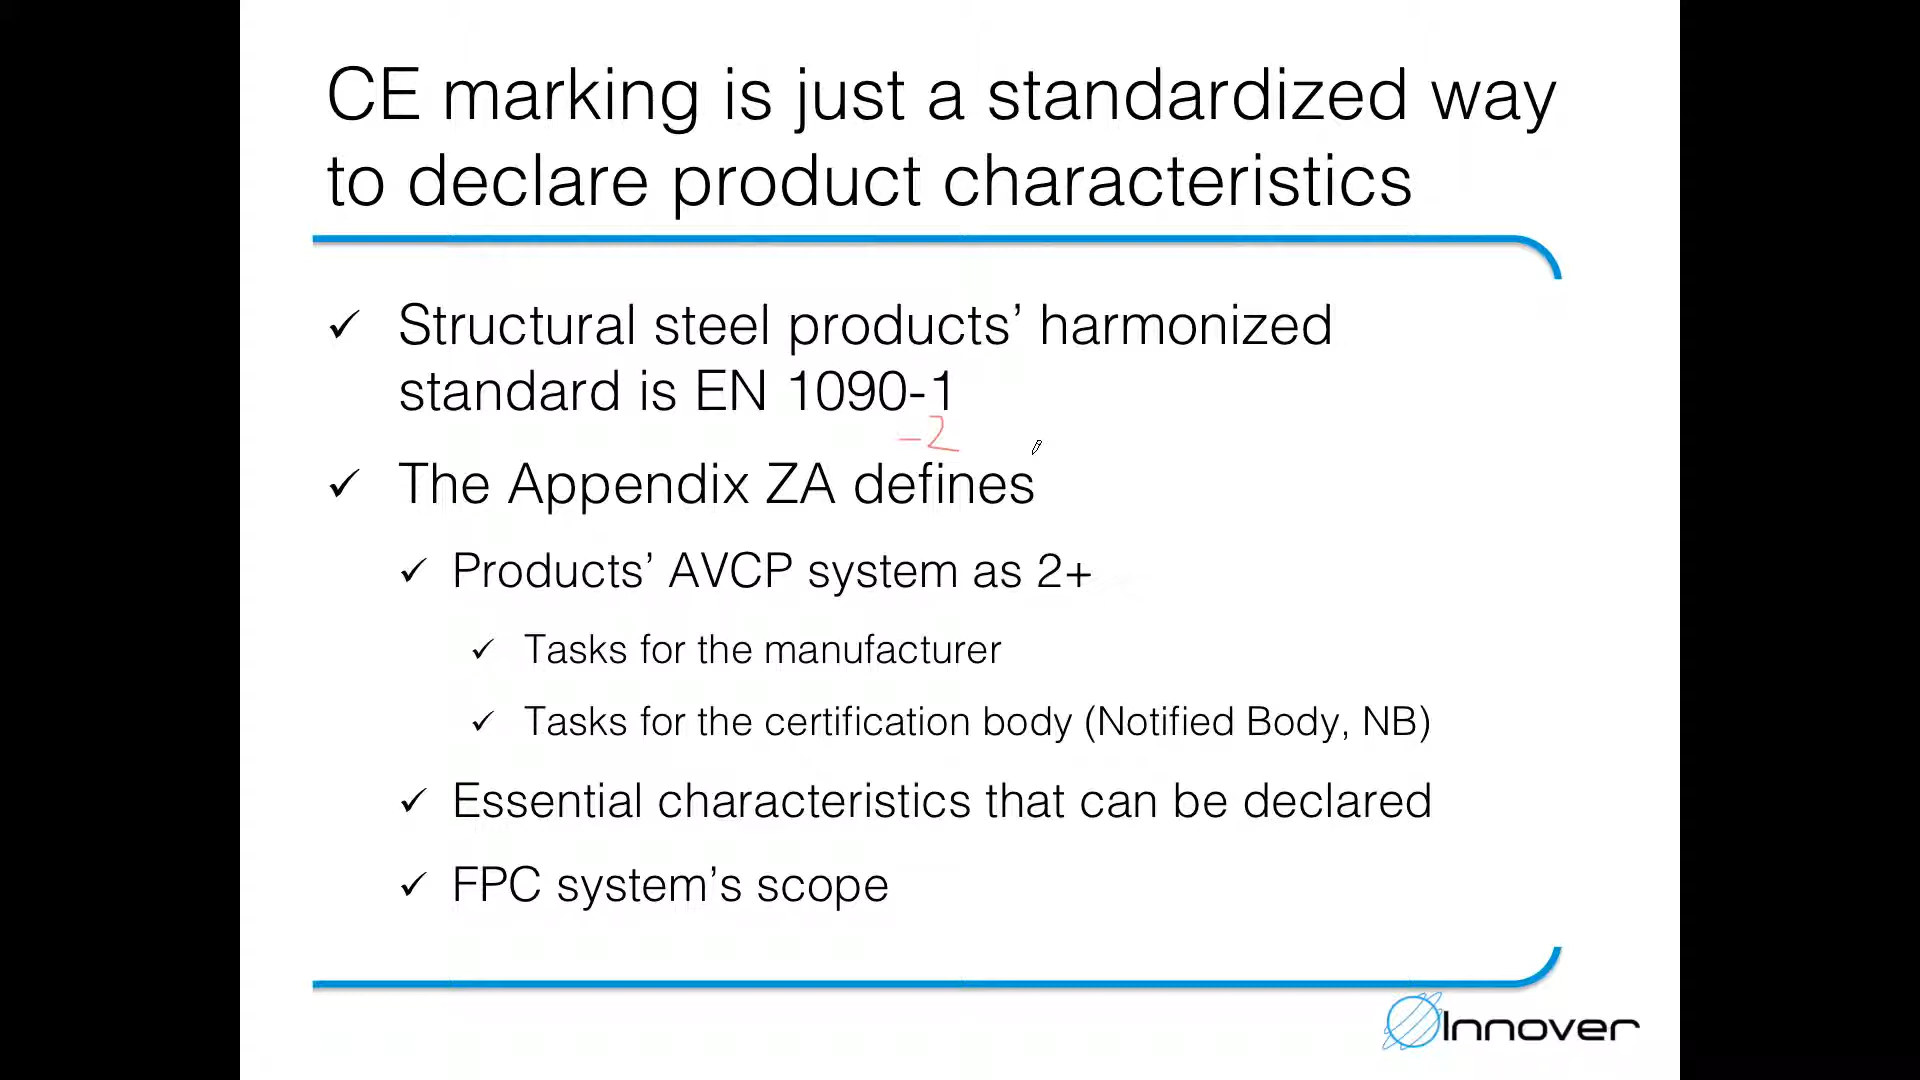 CE marking is just a standardized way
to declare product characteristics
✓ Structural steel products’ harmonized
standard is EN 1090-1
-2
✓ The Appendix ZA defines
✓ Products’ AVCP system as 2+
✓ Tasks for the manufacturer
✓ Tasks for the certification body (Notified Body, NB)
✓ Essential characteristics that can be declared
✓ FPC system’s scope
Innover